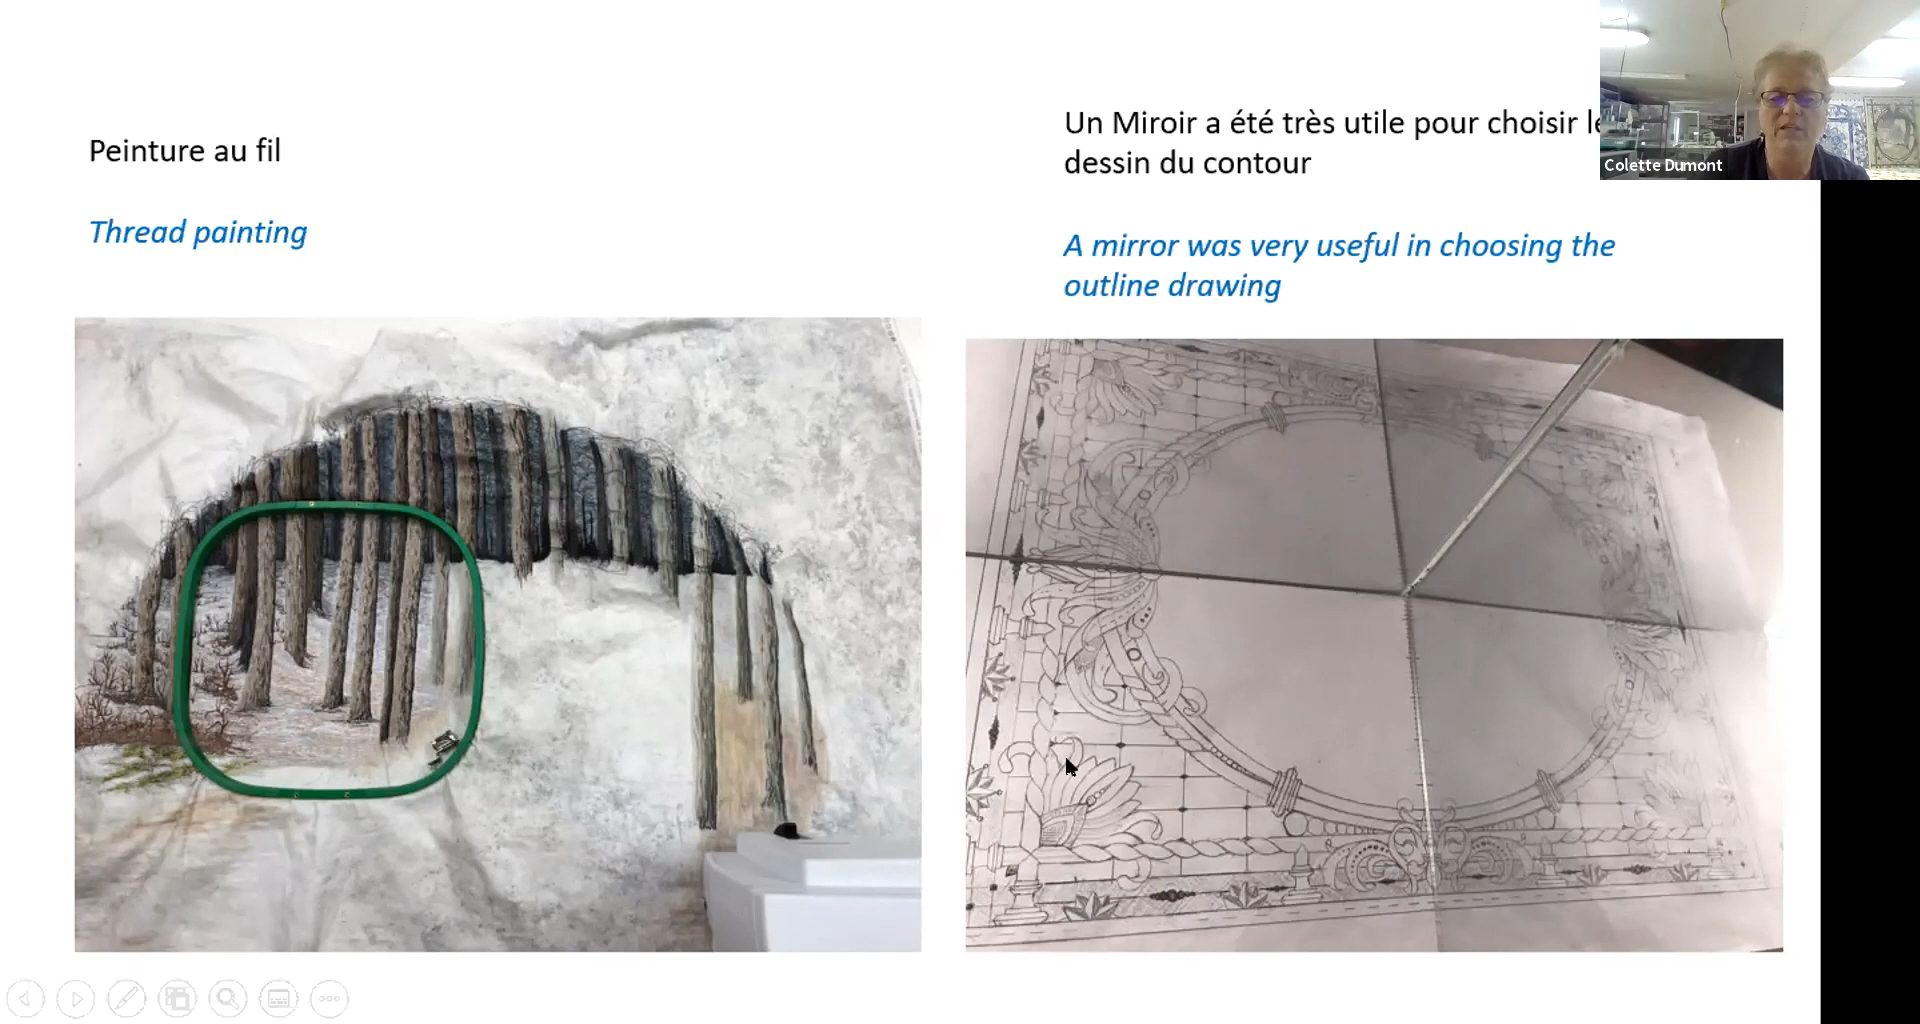 Peinture au fil
Thread painting
Un Miroir a été très utile pour choisir
dessin du contour
A mirror was very useful in choosing the
outline drawing
Colette Dumont